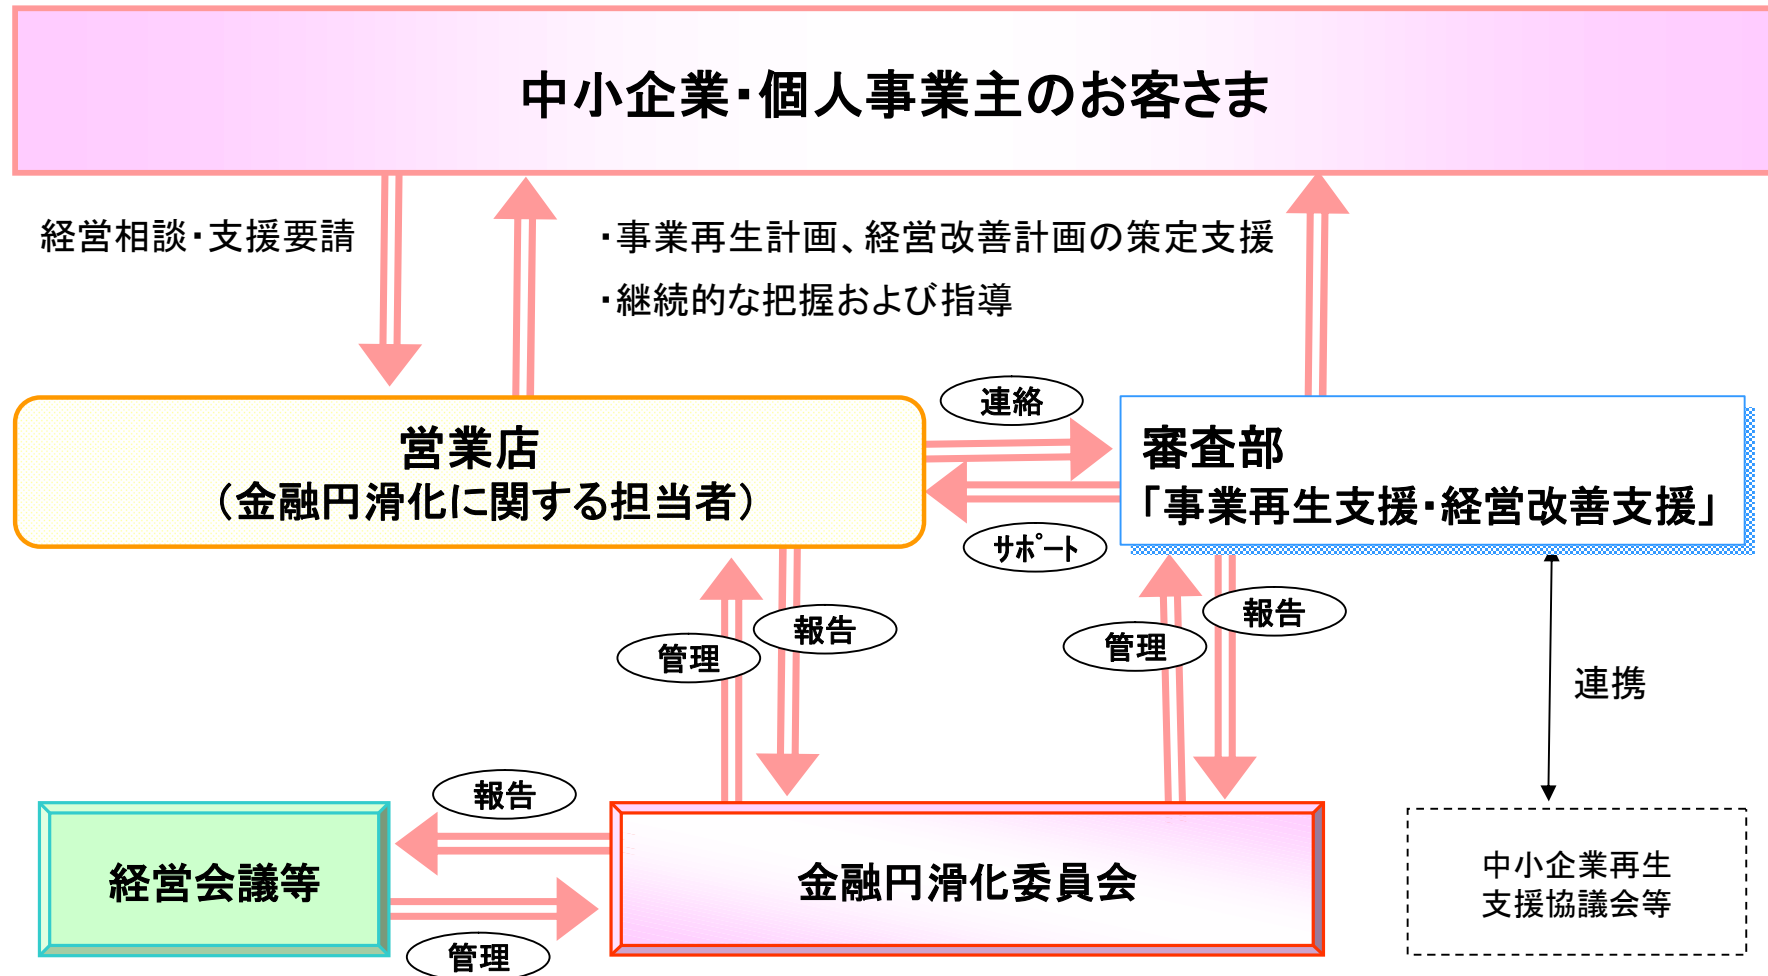 中小企業・個人事業主のお客さま
経営相談・支援要請
・事業再生計画、経営改善計画の策定支援
・継続的な把握および指導
連絡
営業店
（金融円滑化に関する担当者）
審査部
「事業再生支援・経営改善支援」
ｻﾎﾟｰﾄ
管理
報告
管理
報告
連携
報告
経営会議等
金融円滑化委員会
中小企業再生
支援協議会等
管理